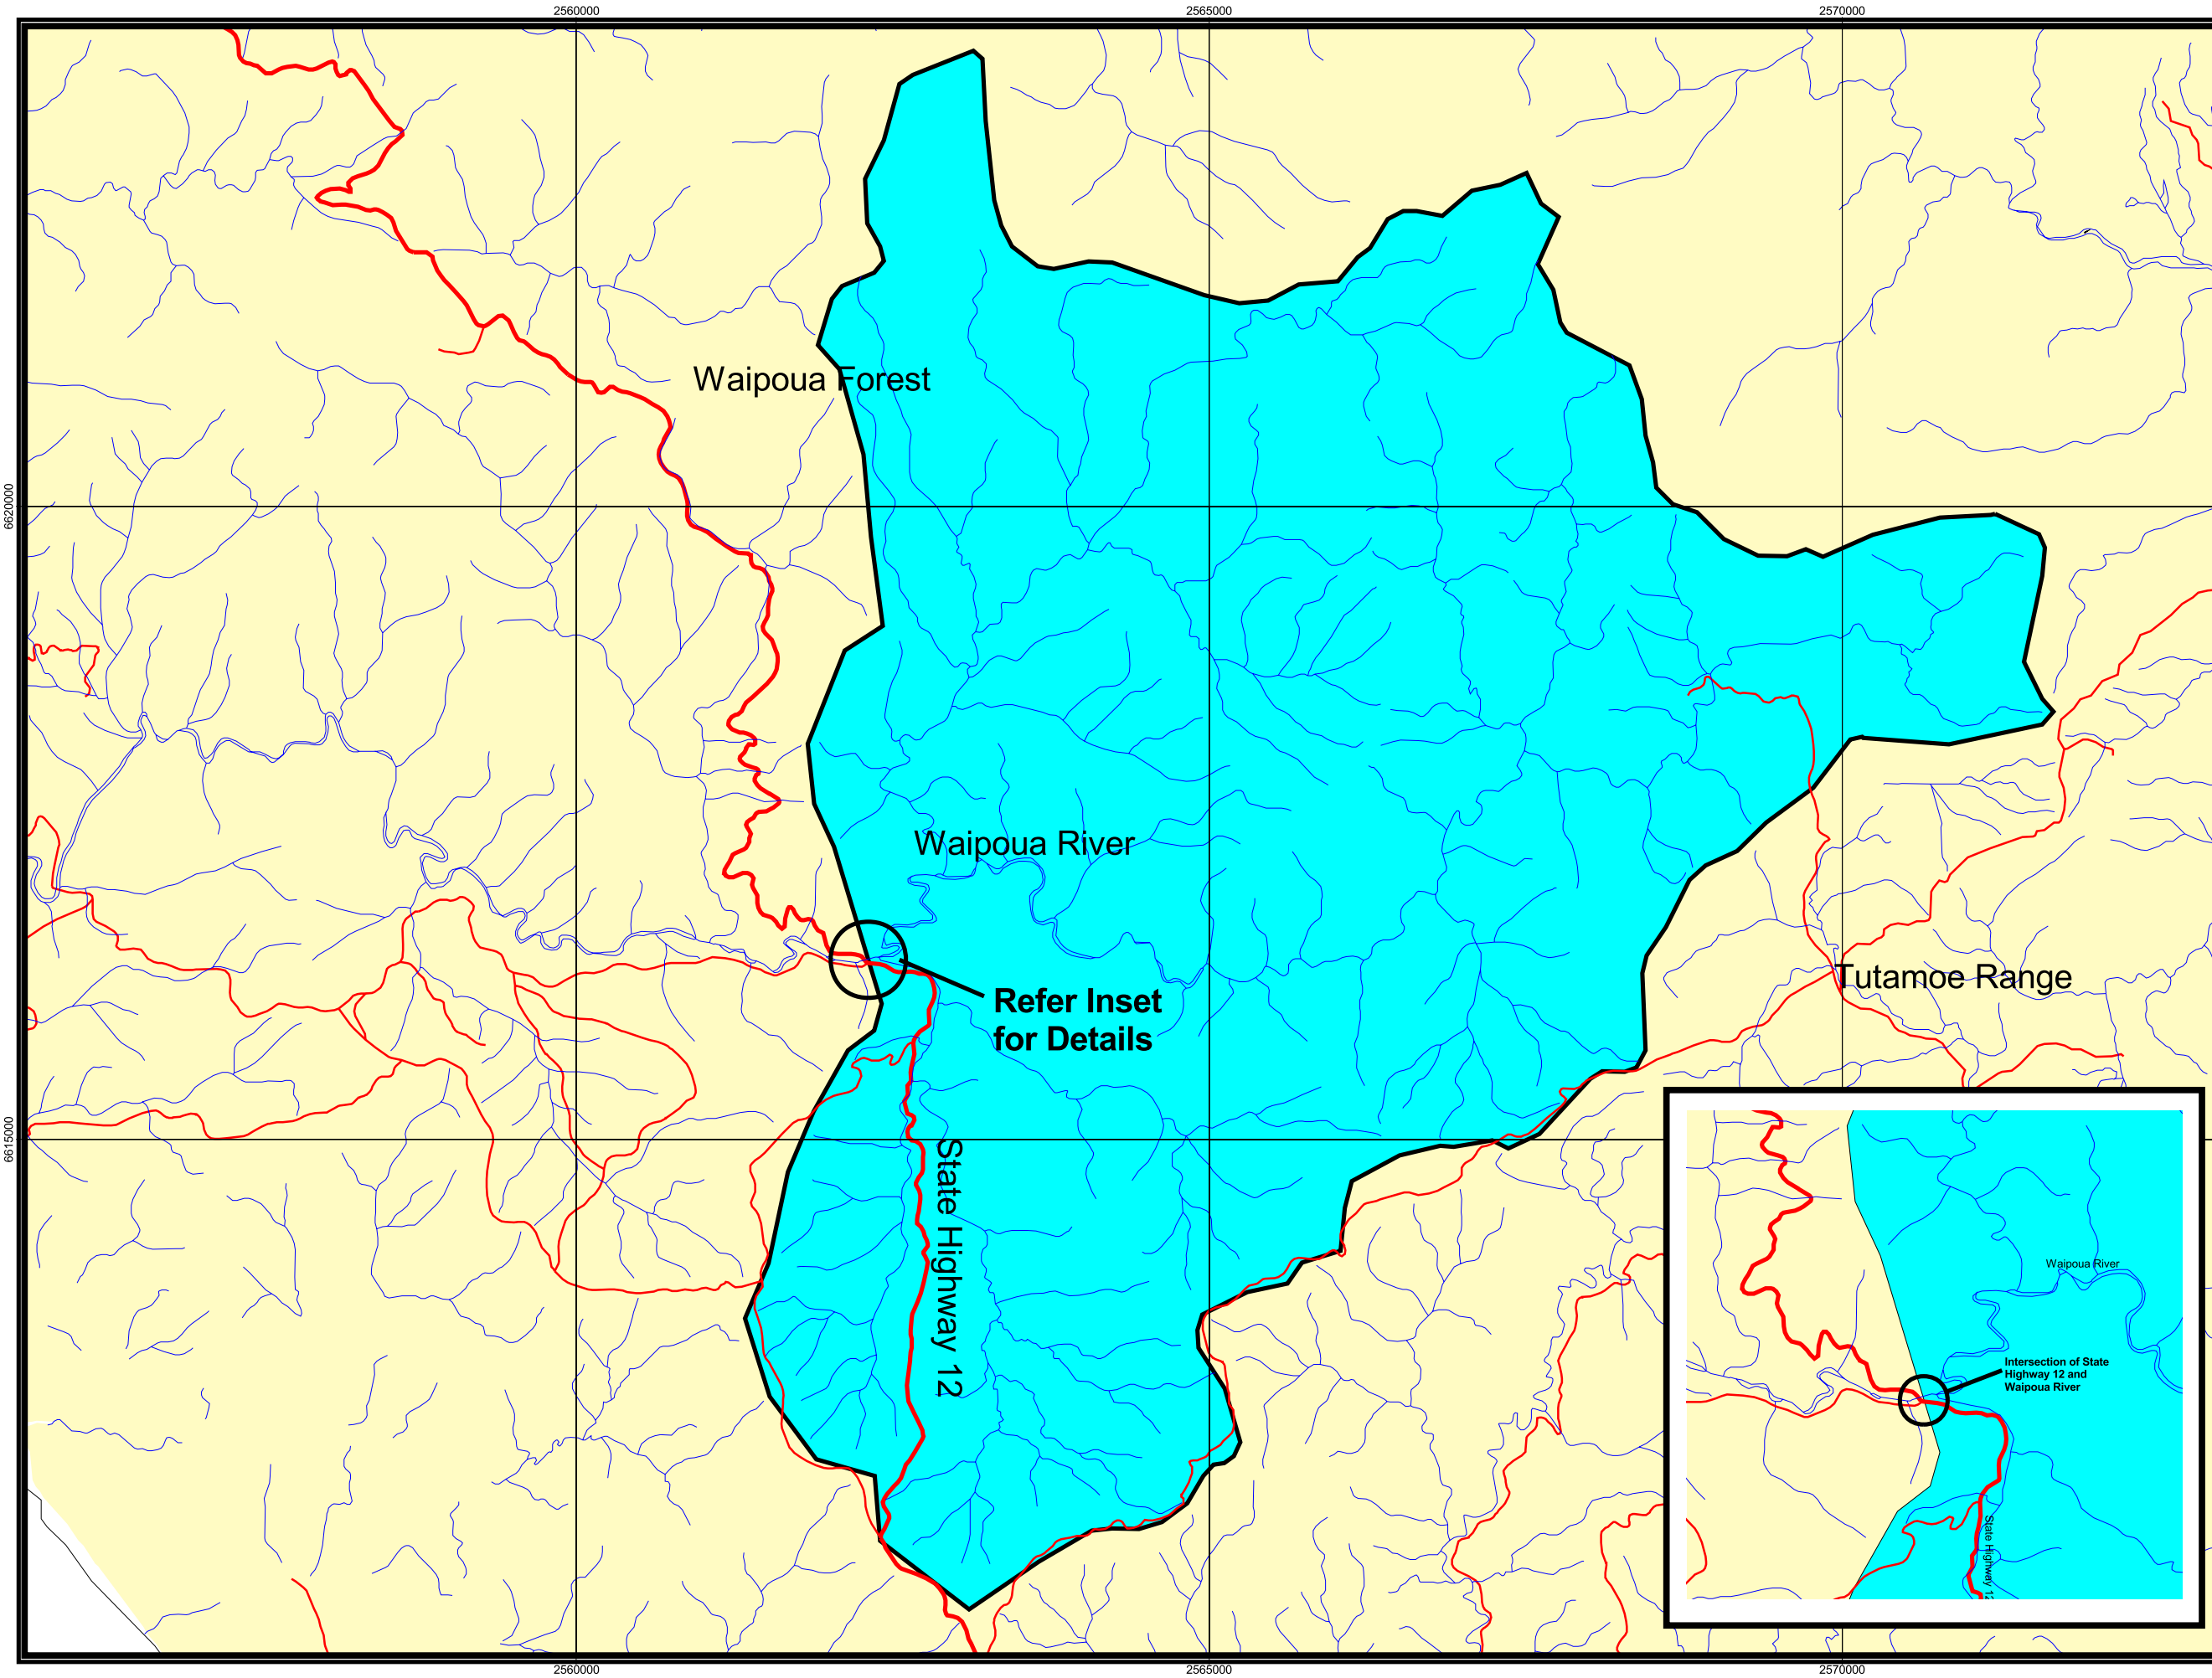 2560000
2565000
2570000
6620000
6615000
Waipoua Forest
Waipoua River
Refer Inset
for Details
Tutamoe Range
State Highway 12
Waipoua River
Intersection of State
Highway 12 and
Waipoua River
State Highway 12
2560000
2565000
2570000